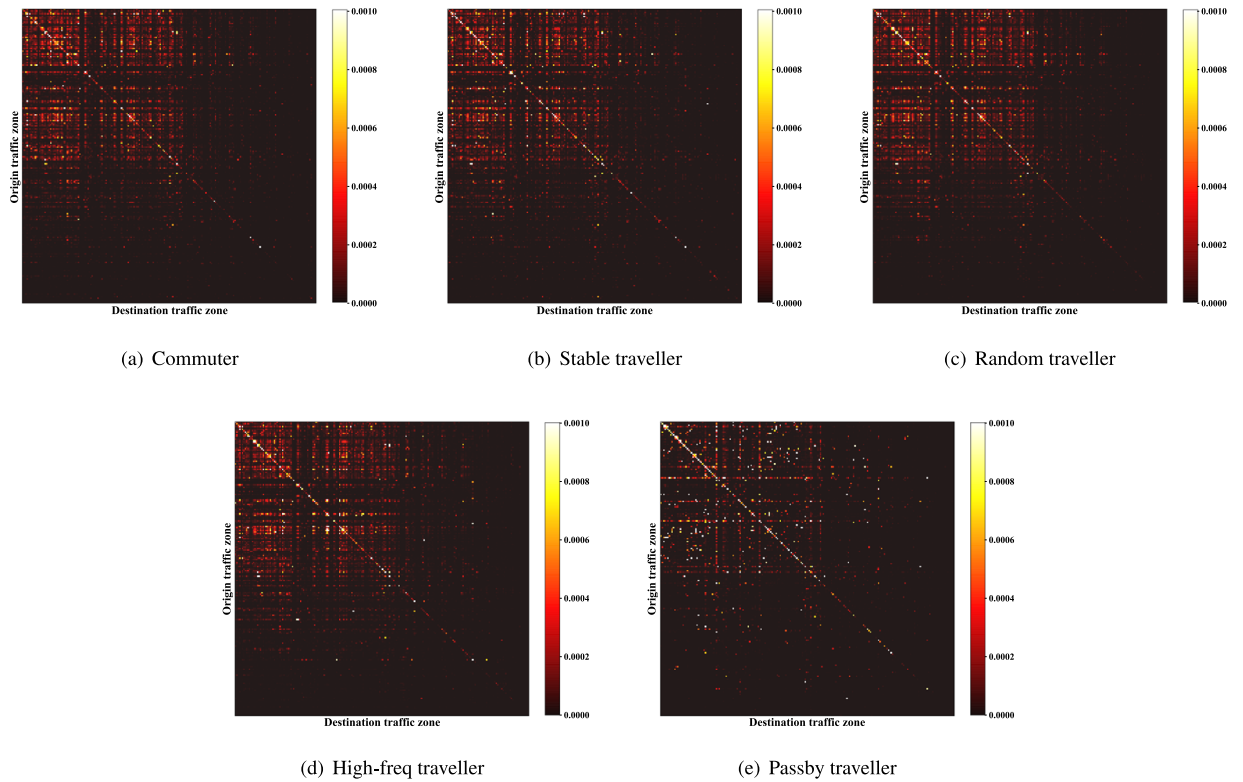 0.0010
0.0008
0.0006
0.0004
0.0002
0.0000
Origin traffic zone
Destination traffic zone
(a) Commuter
0.0010
0.0008
0.0006
0.0004
0.0002
0.0000
Origin traffic zone
Destination traffic zone
(b) Stable traveller
0.0010
0.0008
0.0006
0.0004
0.0002
0.0000
Origin traffic zone
Destination traffic zone
(c) Random traveller
0.0010
0.0008
0.0006
0.0004
0.0002
0.0000
Origin traffic zone
Destination traffic zone
(d) High-freq traveller
0.0010
0.0008
0.0006
0.0004
0.0002
0.0000
Origin traffic zone
Destination traffic zone
(e) Passby traveller